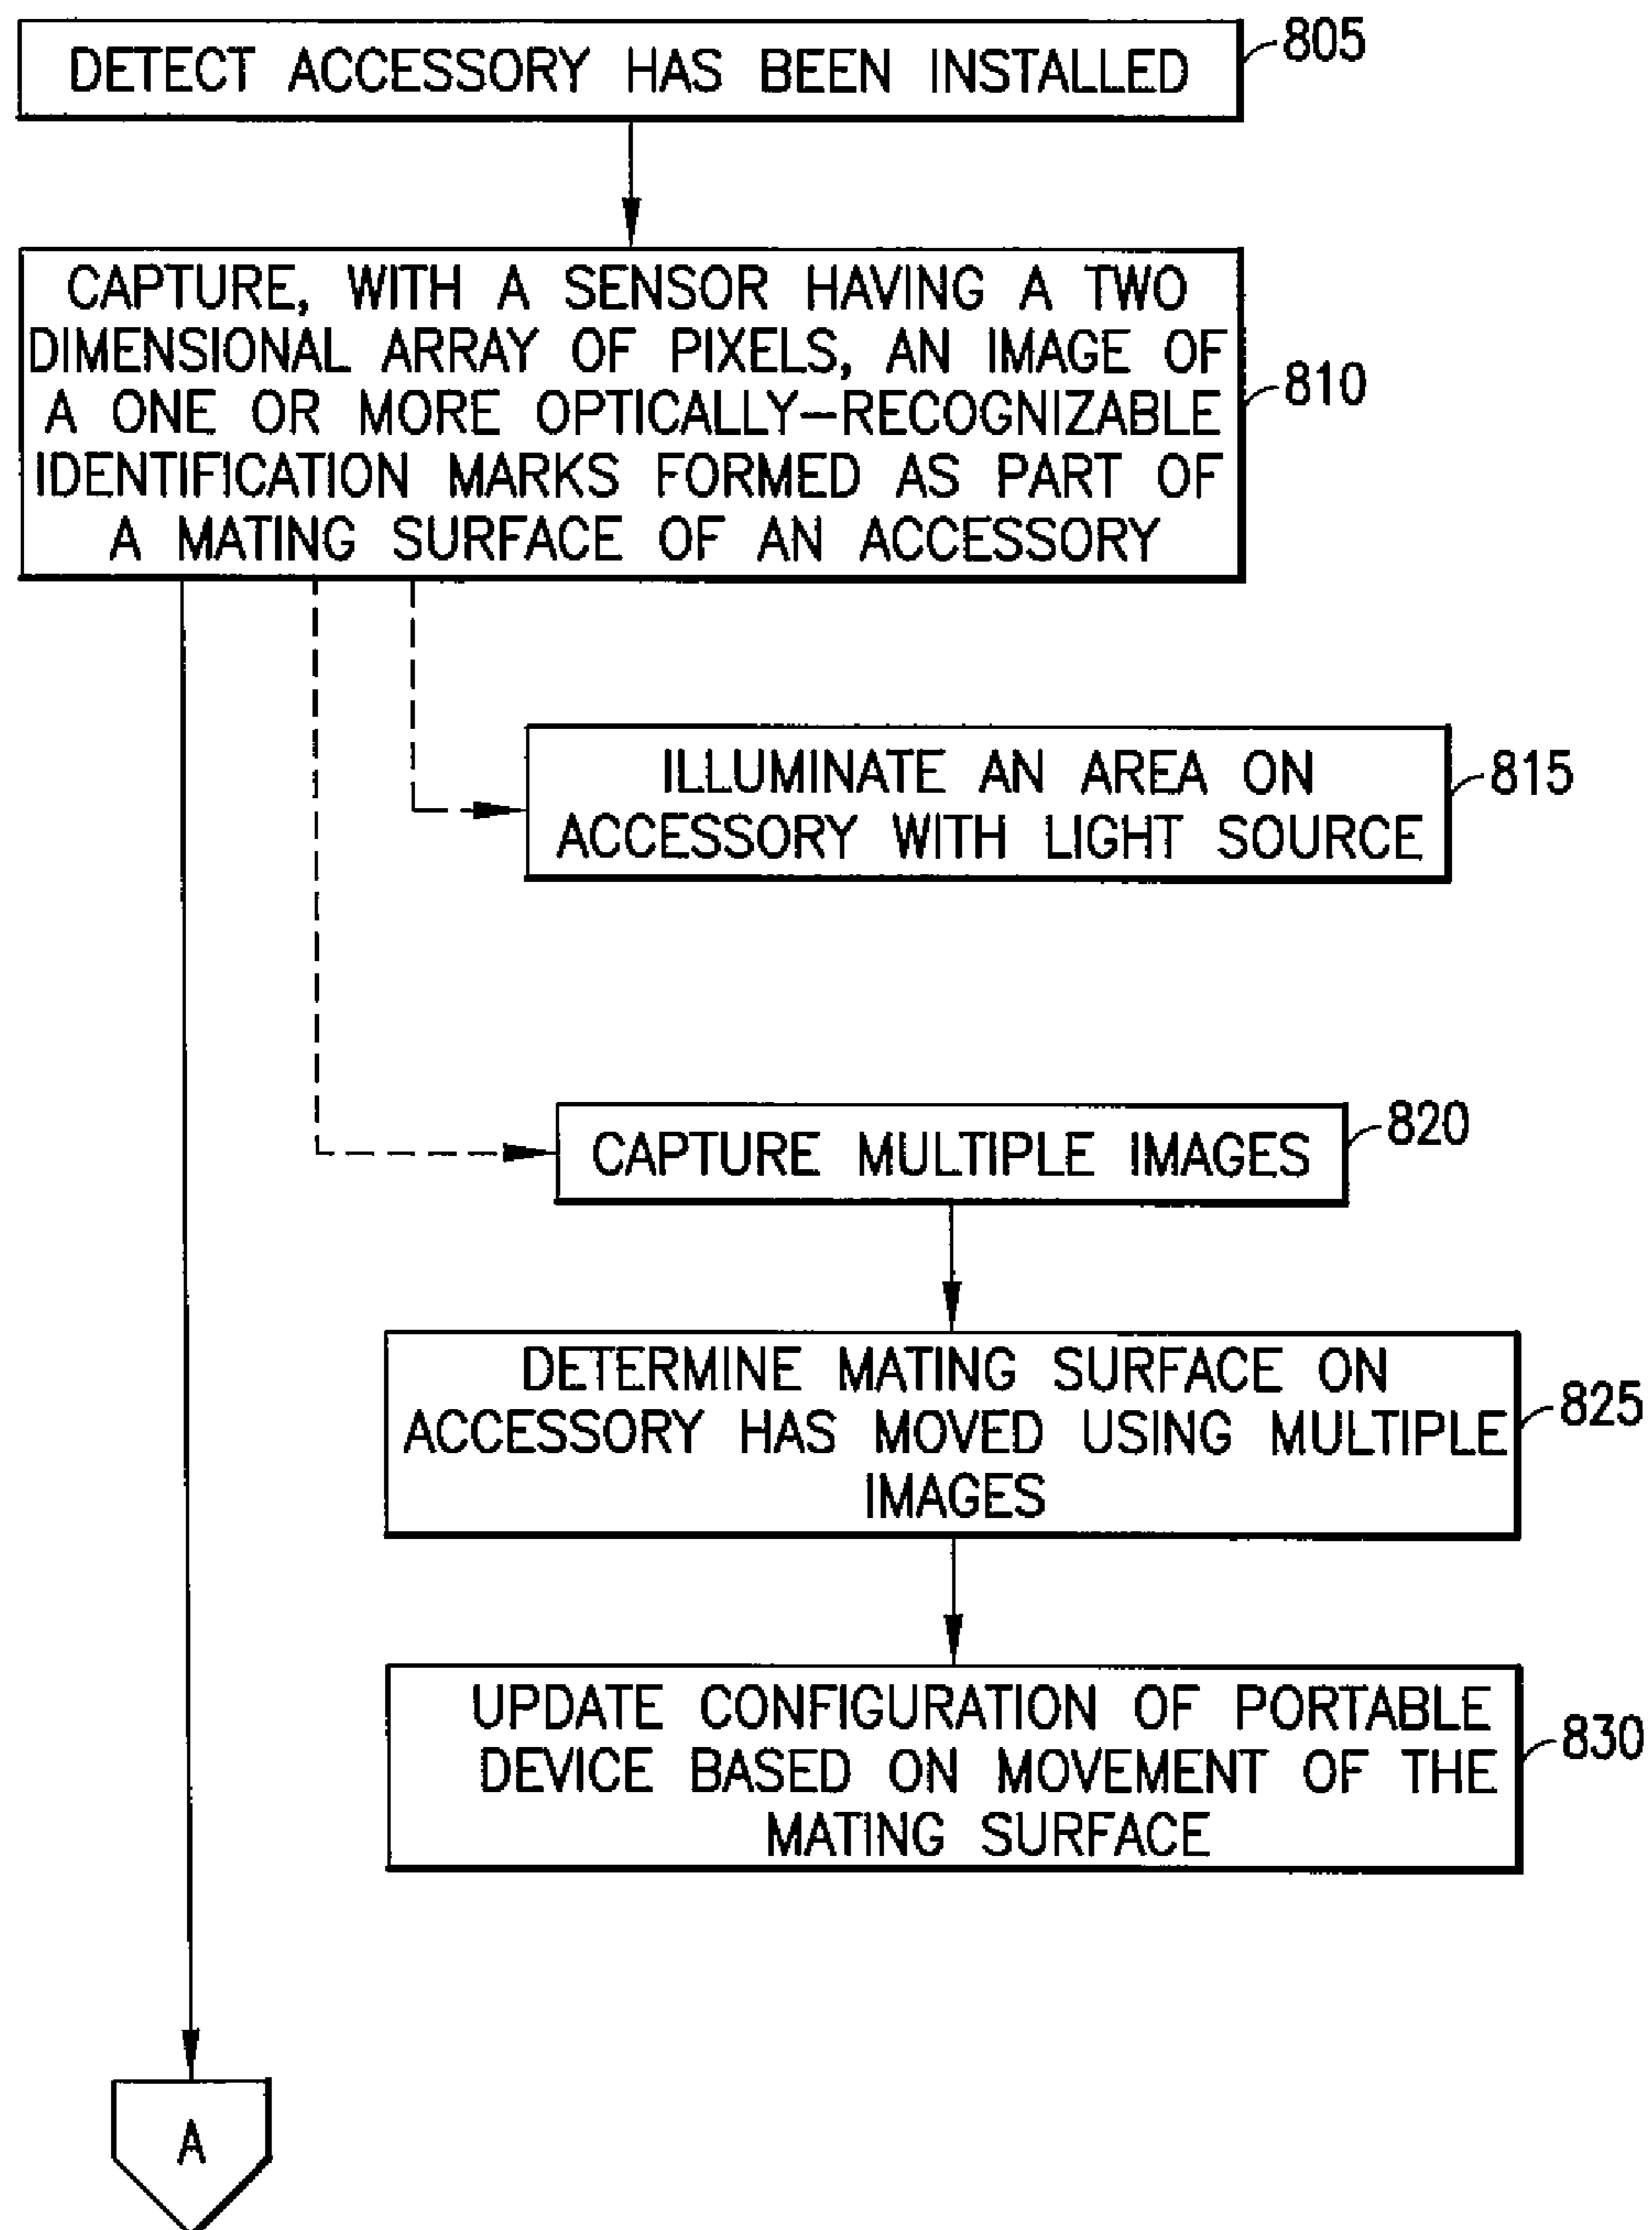 DETECT ACCESSORY HAS BEEN INSTALLED
805
CAPTURE, WITH A SENSOR HAVING A TWO
DIMENSIONAL ARRAY OF PIXELS, AN IMAGE OF
A ONE OR MORE OPTICALLY–RECOGNIZABLE
IDENTIFICATION MARKS FORMED AS PART OF
A MATING SURFACE OF AN ACCESSORY
810
ILLUMINATE AN AREA ON
ACCESSORY WITH LIGHT SOURCE
815
CAPTURE MULTIPLE IMAGES
820
DETERMINE MATING SURFACE ON
ACCESSORY HAS MOVED USING MULTIPLE
IMAGES
825
UPDATE CONFIGURATION OF PORTABLE
DEVICE BASED ON MOVEMENT OF THE
MATING SURFACE
830
A